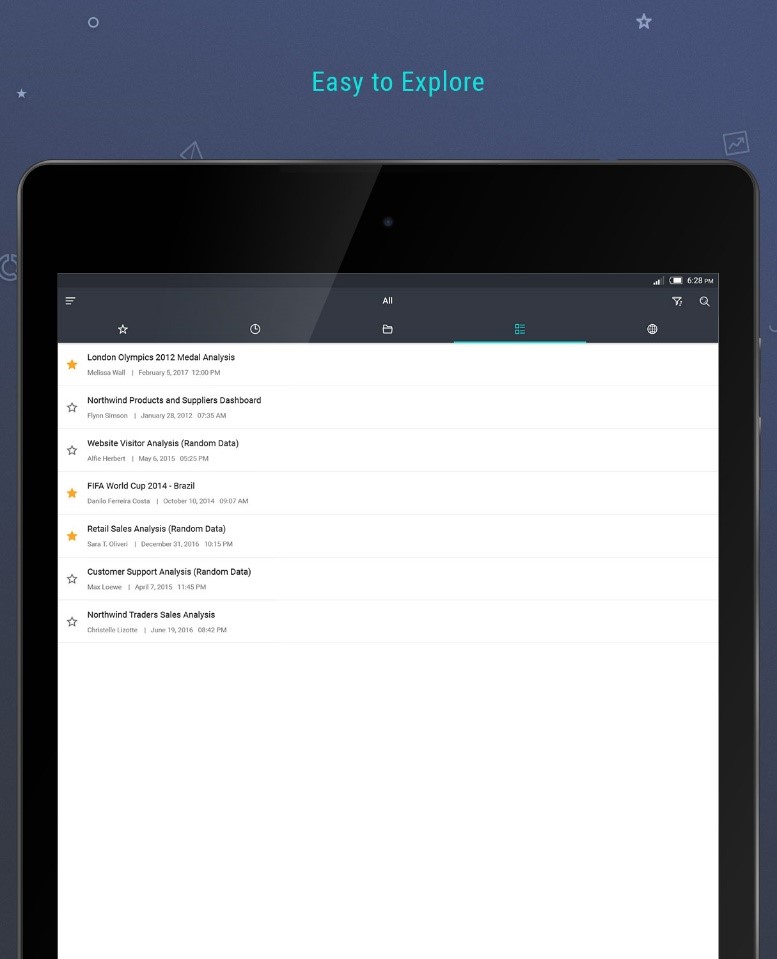 Easy to Explore
6:28 PM
All
London Olympics 2012 Medal Analysis
Melissa Wall | February 5, 2017 12:00 PM
Northwind Products and Suppliers Dashboard
Flynn Simson | January 28, 2012 07:35 AM
Website Visitor Analysis (Random Data)
Alfie Herbert | May 6, 2015 05:25 PM
FIFA World Cup 2014 - Brazil
Danilo Ferreira Costa | October 10, 2014 09:07 AM
Retail Sales Analysis (Random Data)
Sara T. Oliveri | December 31, 2016 10:15 PM
Customer Support Analysis (Random Data)
Max Loewe | April 7, 2015 11:45 PM
Northwind Traders Sales Analysis
Christelle Lizotte | June 19, 2016 08:42 PM